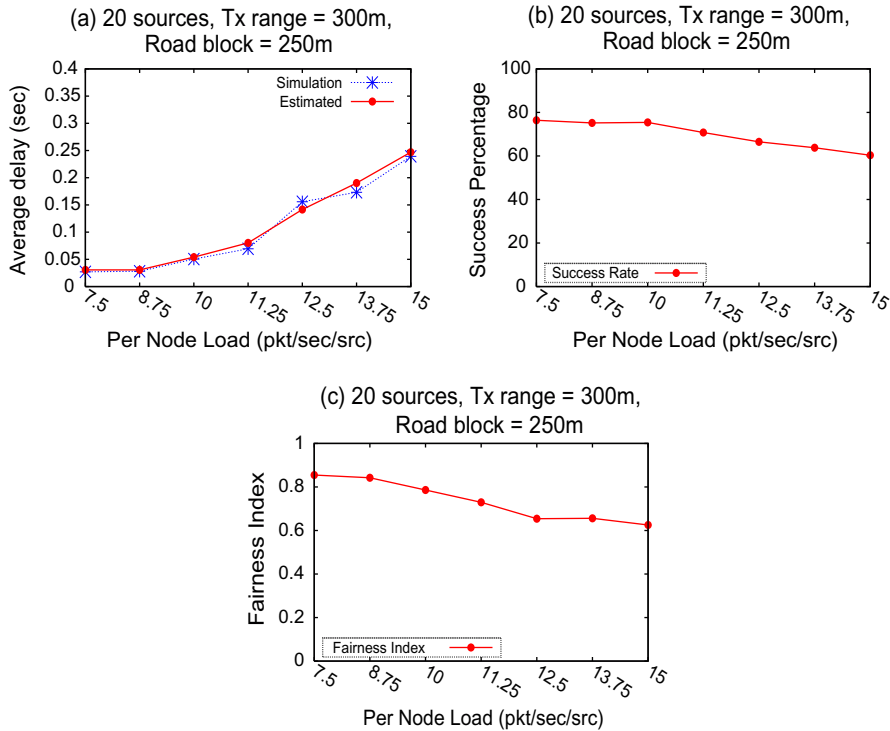 (a) 20 sources, Tx range = 300m,
Road block = 250m
0.4
0.35
0.3
0.25
0.2
0.15
0.1
0.05
0
Average delay (sec)
Simulation
Estimated
7.5
8.75
10
11.25
12.5
13.75
15
Per Node Load (pkt/sec/src)
(b) 20 sources, Tx range = 300m,
Road block = 250m
100
80
60
40
20
0
Success Percentage
Success Rate
7.5
8.75
10
11.25
12.5
13.75
15
Per Node Load (pkt/sec/src)
(c) 20 sources, Tx range = 300m,
Road block = 250m
1
0.8
0.6
0.4
0.2
0
Fairness Index
Fairness Index
7.5
8.75
10
11.25
12.5
13.75
15
Per Node Load (pkt/sec/src)